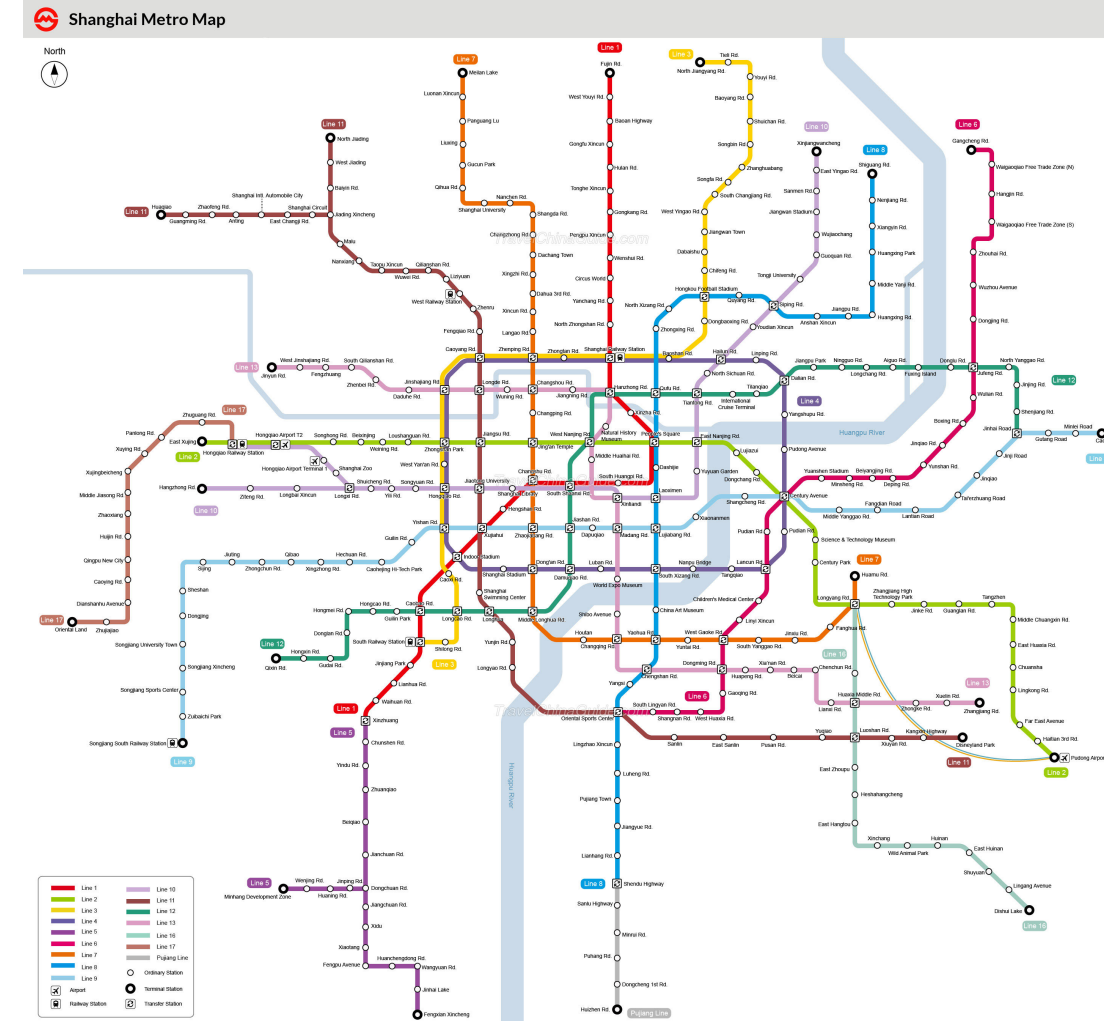 Shanghai Metro Map
North
Line 7
Meilan Lake
Luonan Xincun
Panguang Lu
Liuxing
Gucun Park
Qihua Rd.
Shanghai University
Nanchen Rd.
Shangda Rd.
Changzhong Rd.
Dachang Town
Xingzhi Rd.
Dahua 3rd Rd.
Xincun Rd.
Langao Rd.
Zhenping Rd.
Changshou Rd.
Changping Rd.
Line 1
Fujin Rd.
West Youyi Rd.
Baoan Highway
Gongfu Xincun
Hulan Rd.
Tonghe Xincun
Gongkang Rd.
Pengpu Xincun
Wenshui Rd.
Circus World
Yanchang Rd.
North Zhongshan Rd.
Shanghai Railway Station
Hanzhong Rd.
Xinzha Rd.
Line 3
Tieli Rd.
North Jiangyang Rd.
Youyi Rd.
Baoyang Rd.
Shuichan Rd.
Songbin Rd.
Zhanghuabang
Songfa Rd.
South Changjiang Rd.
West Yingao Rd.
Jiangwan Town
Dabaishu
Chifeng Rd.
Hongkou Football Stadium
Dongbaoxing Rd.
Baoshan Rd.
Zhongtan Rd.
Line 10
Xinjiangwancheng
East Yingao Rd.
Sanmen Rd.
Jiangwan Stadium
Wujiaochang
Guoquan Rd.
Tongji University
Siping Rd.
Youdian Xincun
Hailun Rd.
North Sichuan Rd.
Tiantong Rd.
Line 8
Shiguang Rd.
Nenjiang Rd.
Xiangyin Rd.
Huangxing Park
Middle Yanji Rd.
Huangxing Rd.
Jiangpu Rd.
Anshan Xincun
Quyang Rd.
North Xizang Rd.
Zhongxing Rd.
Qufu Rd.
Line 6
Gangcheng Rd.
Waigaoqiao Free Trade Zone (N)
Hangjin Rd.
Waigaoqiao Free Trade Zone (S)
Zhouhai Rd.
Wuzhou Avenue
Dongjing Rd.
Jufeng Rd.
Wulian Rd.
Boxing Rd.
Jinqiao Rd.
Yunshan Rd.
Deping Rd.
Beiyangjing Rd.
Minsheng Rd.
Yuanshen Stadium
Century Avenue
Line 11
North Jiading
West Jiading
Baiyin Rd.
Shanghai Intl. Automobile City
Line 11
Huaqiao
Zhaofeng Rd.
Shanghai Circuit
Jiading Xincheng
Guangming Rd.
Anting
East Changji Rd.
Malu
Nanxiang
Taopu Xincun
Qilianshan Rd.
Wuwei Rd.
Liziyuan
West Railway Station
Zhenru
Fengqiao Rd.
Caoyang Rd.
Linping Rd.
Dalian Rd.
Line 4
Yangshupu Rd.
Pudong Avenue
Line 13
West Jinshajiang Rd.
South Qilianshan Rd.
Jinyun Rd.
Fengzhuang
Zhenbei Rd.
Jinshajiang Rd.
Daduhe Rd.
Longde Rd.
Wuning Rd.
Jiangning Rd.
Jiangpu Park
Ningguo Rd.
Aiguo Rd.
Donglu Rd.
North Yanggao Rd.
Longchang Rd.
Fuxing Island
Jinjing Rd.
Line 12
Shenjiang Rd.
Tilanqiao
International
Cruise Terminal
Jinhai Road
Minlei Road
Gutang Road
Jinji Road
Jinqiao
Taierzhuang Road
Lantian Road
Fangdian Road
Middle Yanggao Rd.
Line 17
Zhuguang Rd.
Panlong Rd.
Xuying Rd.
Xujingbeicheng
Middle Jiasong Rd.
Zhaoxiang
Huijin Rd.
Qingpu New City
Caoying Rd.
Dianshanhu Avenue
Line 17
Oriental Land
Zhujiajiao
East Xujing
Line 2
Hongqiao Railway Station
Hongqiao Airport T2
Songhong Rd.
Beixinjing
Loushanguan Rd.
Weining Rd.
Zhongshan Park
Jiangsu Rd.
Jing'an Temple
West Nanjing Rd.
Natural History
Museum
People's Square
East Nanjing Rd.
Lujiazui
Dongchang Rd.
Huangpu River
Hongqiao Airport Terminal 1
Shanghai Zoo
Hangzhong Rd.
Line 10
Ziteng Rd.
Longbai Xincun
Longxi Rd.
Shuicheng Rd.
Yili Rd.
Songyuan Rd.
Hongqiao Rd.
West Yan'an Rd.
Jiaotong University
Shanghai Library
Changshu Rd.
South Shaanxi Rd.
South Huangpi Rd.
Middle Huaihai Rd.
Xintiandi
Dashijie
Laoximen
Yuyuan Garden
Shangcheng Rd.
Xiaonanmen
Hengshan Rd.
Yishan Rd.
Guilin Rd.
Xujiahui
Zhaojiabang Rd.
Jiashan Rd.
Dapuqiao
Madang Rd.
Lujiabang Rd.
Pudian Rd.
Pudian Rd.
Jiuting
Qibao
Hechuan Rd.
Sijing
Zhongchun Rd.
Xingzhong Rd.
Caohejing Hi-Tech Park
Sheshan
Dongjing
Songjiang University Town
Songjiang Xincheng
Songjiang Sports Center
Zuibaichi Park
Songjiang South Railway Station
Line 9
Indoor Stadium
Shanghai Stadium
Dong'an Rd.
Damuqiao Rd.
Luban Rd.
South Xizang Rd.
Nanpu Bridge
Tangqiao
Lancun Rd.
World Expo Museum
Caoxi Rd.
Shanghai
Swimming Center
Hongmei Rd.
Hongcao Rd.
Guilin Park
Caobao Rd.
Longcao Rd.
Longhua
Middle Longhua Rd.
Donglan Rd.
Line 12
Hongxin Rd.
Qixin Rd.
Gudai Rd.
South Railway Station
Shilong Rd.
Line 3
Yunjin Rd.
Longyao Rd.
Jinjiang Park
Lianhua Rd.
Waihuan Rd.
Line 1
Xinzhuang
Line 5
Chunshen Rd.
Yindu Rd.
Zhuanqiao
Beiqiao
Jianchuan Rd.
Dongchuan Rd.
Line 5
Wenjing Rd.
Jinping Rd.
Minhang Development Zone
Huaning Rd.
Jiangchuan Rd.
Xidu
Xiaotang
Fengpu Avenue
Huanchengdong Rd.
Wangyuan Rd.
Jinhai Lake
Fengxian Xincheng
Science & Technology Museum
Century Park
Line 7
Huamu Rd.
Longyang Rd.
Zhangjiang High
Technology Park
Jinke Rd.
Guanglan Rd.
Tangzhen
Middle Chuangxin Rd.
East Huaxia Rd.
Chuansha
Lingkong Rd.
Far East Avenue
Haitian 3rd Rd.
Line 2
Fanghua Rd.
Jinxiu Rd.
Children's Medical Center
Linyi Xincun
China Art Museum
Shibo Avenue
Houtan
Changqing Rd.
Yaohua Rd.
Yuntai Rd.
West Gaoke Rd.
South Yanggao Rd.
Chengshan Rd.
Yangsi
Dongming Rd.
Huapeng Rd.
Xia'nan Rd.
Beicai
Gaoqing Rd.
Line 6
South Lingyan Rd.
Oriental Sports Center
Shangnan Rd.
West Huaxia Rd.
Line 16
Chenchun Rd.
Huaxia Middle Rd.
Lianxi Rd.
Zhongke Rd.
Xuelin Rd.
Line 13
Zhangjiang Rd.
Sanlin
East Sanlin
Pusan Rd.
Yuqiao
Luoshan Rd.
Xiuyan Rd.
Kangxin Highway
Disneyland Park
Line 11
East Zhoupu
Heshahangcheng
East Hangtou
Xinchang
Wild Animal Park
Huinan
East Huinan
Shuyuan
Lingang Avenue
Dishui Lake
Line 16
Lingzhao Xincun
Luheng Rd.
Pujiang Town
Jiangyue Rd.
Lianhang Rd.
Line 8
Shendu Highway
Sanlu Highway
Minrui Rd.
Puhang Rd.
Dongcheng 1st Rd.
Huizhen Rd.
Pujiang Line
Huangpu River
Line 1
Line 2
Line 3
Line 4
Line 5
Line 6
Line 7
Line 8
Line 9
Airport
Railway Station
Line 10
Line 11
Line 12
Line 13
Line 16
Line 17
Pujiang Line
Ordinary Station
Terminal Station
Transfer Station